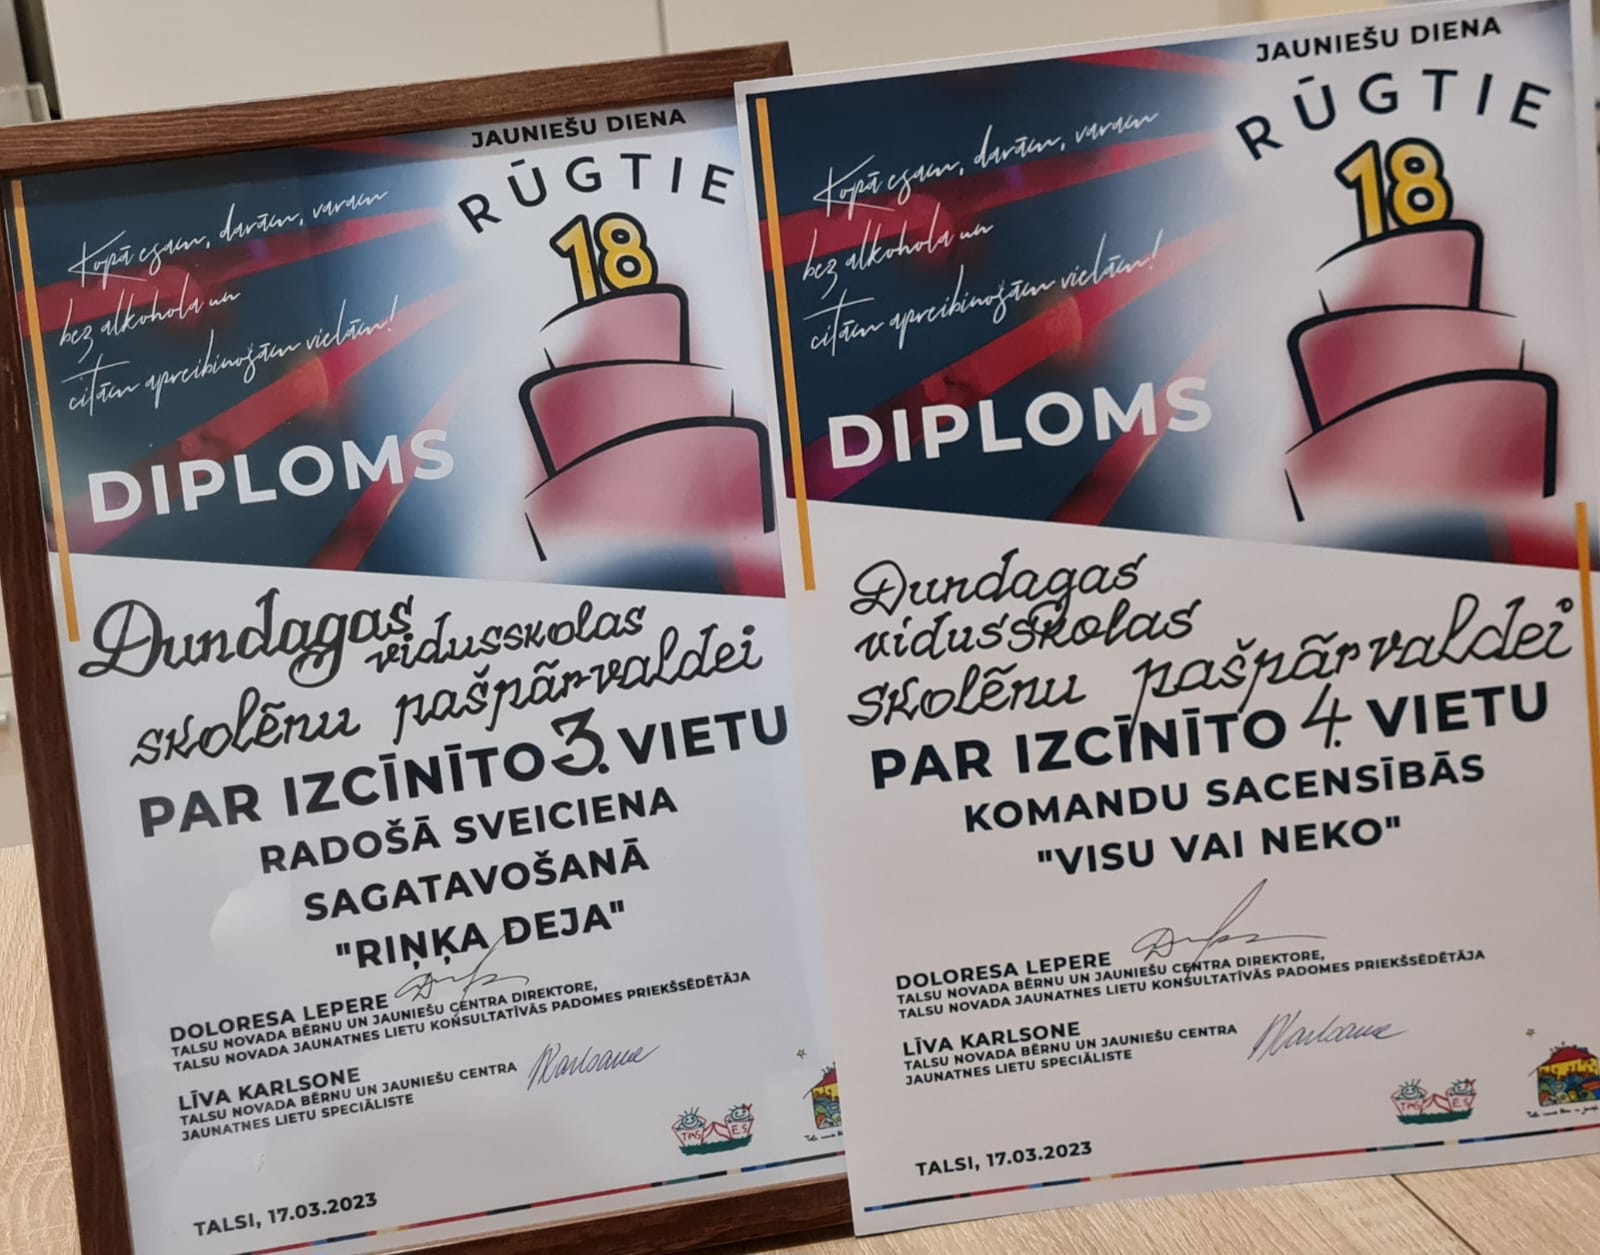 JAUNIEŠU DIENA
RŪGTIE
18
Kopā esam, darām, varam
bez alkohola un
citām apreibinošām vielām!
DIPLOMS
Dundagas
vidusskolas
skolēnu pašpārvaldei
PAR IZCĪNĪTO 3. VIETU
RADOŠĀ SVEICIENA
SAGATAVOŠANĀ
"RIŅĶA DEJA"
DOLORESA LEPERE
TALSU NOVADA BĒRNU UN JAUNIEŠU CENTRA DIREKTORE,
TALSU NOVADA JAUNATNES LIETU KONSULTATĪVĀS PADOMES PRIEKŠSĒDĒTĀJA
LĪVA KARLSONE
TALSU NOVADA BĒRNU UN JAUNIEŠU CENTRA
JAUNATNES LIETU SPECIĀLISTE
TALSI, 17.03.2023
JAUNIEŠU DIENA
RŪGTIE
18
Kopā esam, darām, varam
bez alkohola un
citām apreibinošām vielām!
DIPLOMS
Dundagas
vidusskolas
skolēnu pašpārvaldei
PAR IZCĪNĪTO 4. VIETU
KOMANDU SACENSĪBĀS
"VISU VAI NEKO"
DOLORESA LEPERE
TALSU NOVADA BĒRNU UN JAUNIEŠU CENTRA DIREKTORE,
TALSU NOVADA JAUNATNES LIETU KONSULTATĪVĀS PADOMES PRIEKŠSĒDĒTĀJA
LĪVA KARLSONE
TALSU NOVADA BĒRNU UN JAUNIEŠU CENTRA
JAUNATNES LIETU SPECIĀLISTE
TALSI, 17.03.2023